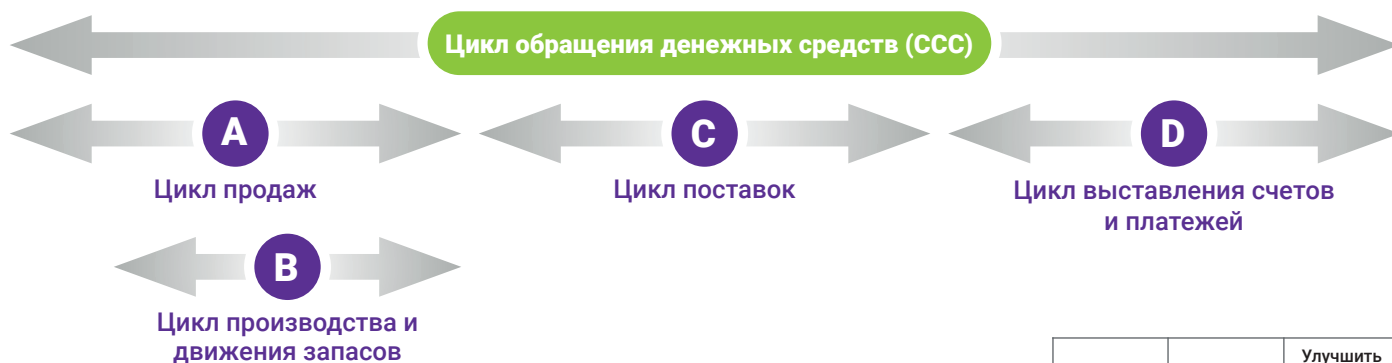 Цикл обращения денежных средств (CCC)
A
C
D
Цикл продаж
Цикл поставок
Цикл выставления счетов
и платежей
B
Цикл производства и
движения запасов
Улучшить